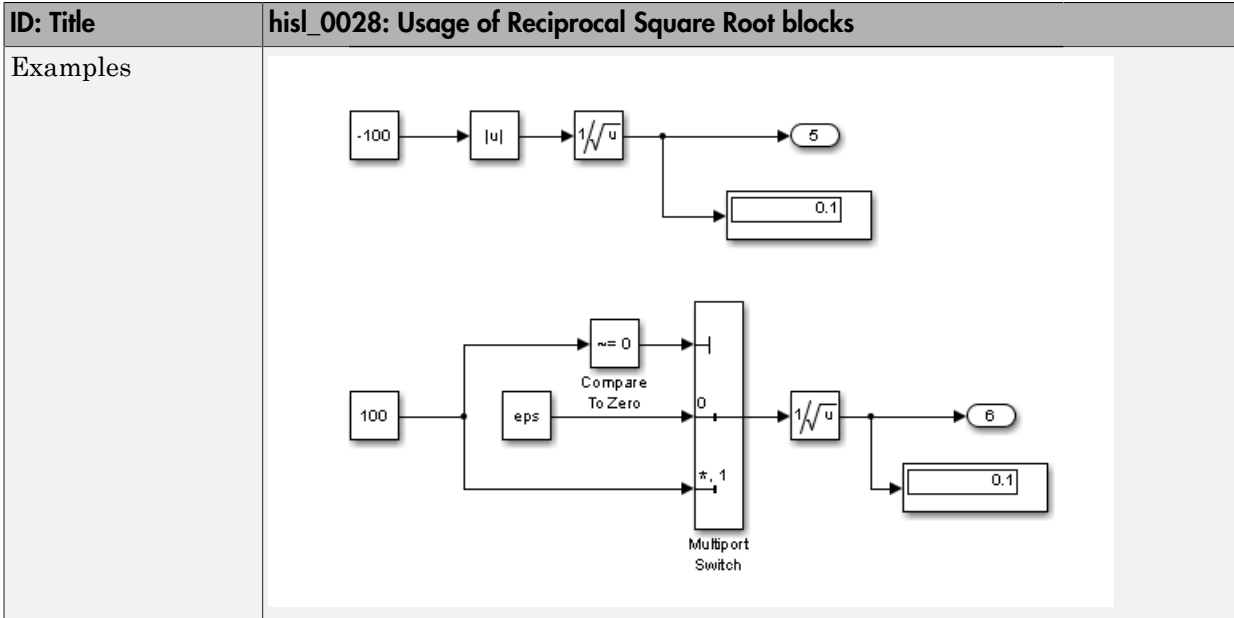 ID: Title
hisl_0028: Usage of Reciprocal Square Root blocks
Examples
-100
|u|
1/√u
5
0.1
~= 0
Compare
To Zero
100
eps
0
*, 1
Multiport
Switch
1/√u
6
0.1